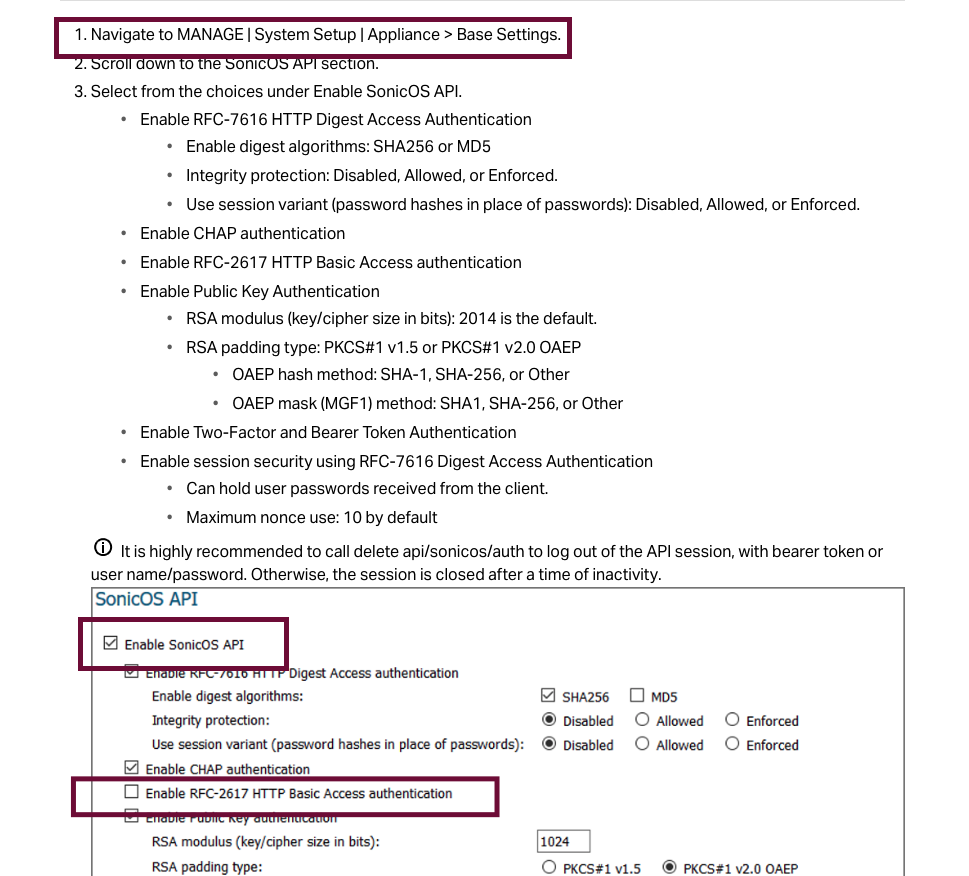 1. Navigate to MANAGE | System Setup | Appliance > Base Settings.
2. Scroll down to the SonicOS API section.
3. Select from the choices under Enable SonicOS API.
• Enable RFC-7616 HTTP Digest Access Authentication
• Enable digest algorithms: SHA256 or MD5
• Integrity protection: Disabled, Allowed, or Enforced.
• Use session variant (password hashes in place of passwords): Disabled, Allowed, or Enforced.
• Enable CHAP authentication
• Enable RFC-2617 HTTP Basic Access authentication
• Enable Public Key Authentication
• RSA modulus (key/cipher size in bits): 2014 is the default.
• RSA padding type: PKCS#1 v1.5 or PKCS#1 v2.0 OAEP
• OAEP hash method: SHA-1, SHA-256, or Other
• OAEP mask (MGF1) method: SHA1, SHA-256, or Other
• Enable Two-Factor and Bearer Token Authentication
• Enable session security using RFC-7616 Digest Access Authentication
• Can hold user passwords received from the client.
• Maximum nonce use: 10 by default
It is highly recommended to call delete api/sonicos/auth to log out of the API session, with bearer token or
user name/password. Otherwise, the session is closed after a time of inactivity.
SonicOS API
Enable SonicOS API
Enable RFC-7616 HTTP Digest Access authentication
Enable digest algorithms: SHA256 MD5
Integrity protection: Disabled Allowed Enforced
Use session variant (password hashes in place of passwords): Disabled Allowed Enforced
Enable CHAP authentication
Enable RFC-2617 HTTP Basic Access authentication
Enable Public Key authentication
RSA modulus (key/cipher size in bits): 1024
RSA padding type: PKCS#1 v1.5 PKCS#1 v2.0 OAEP